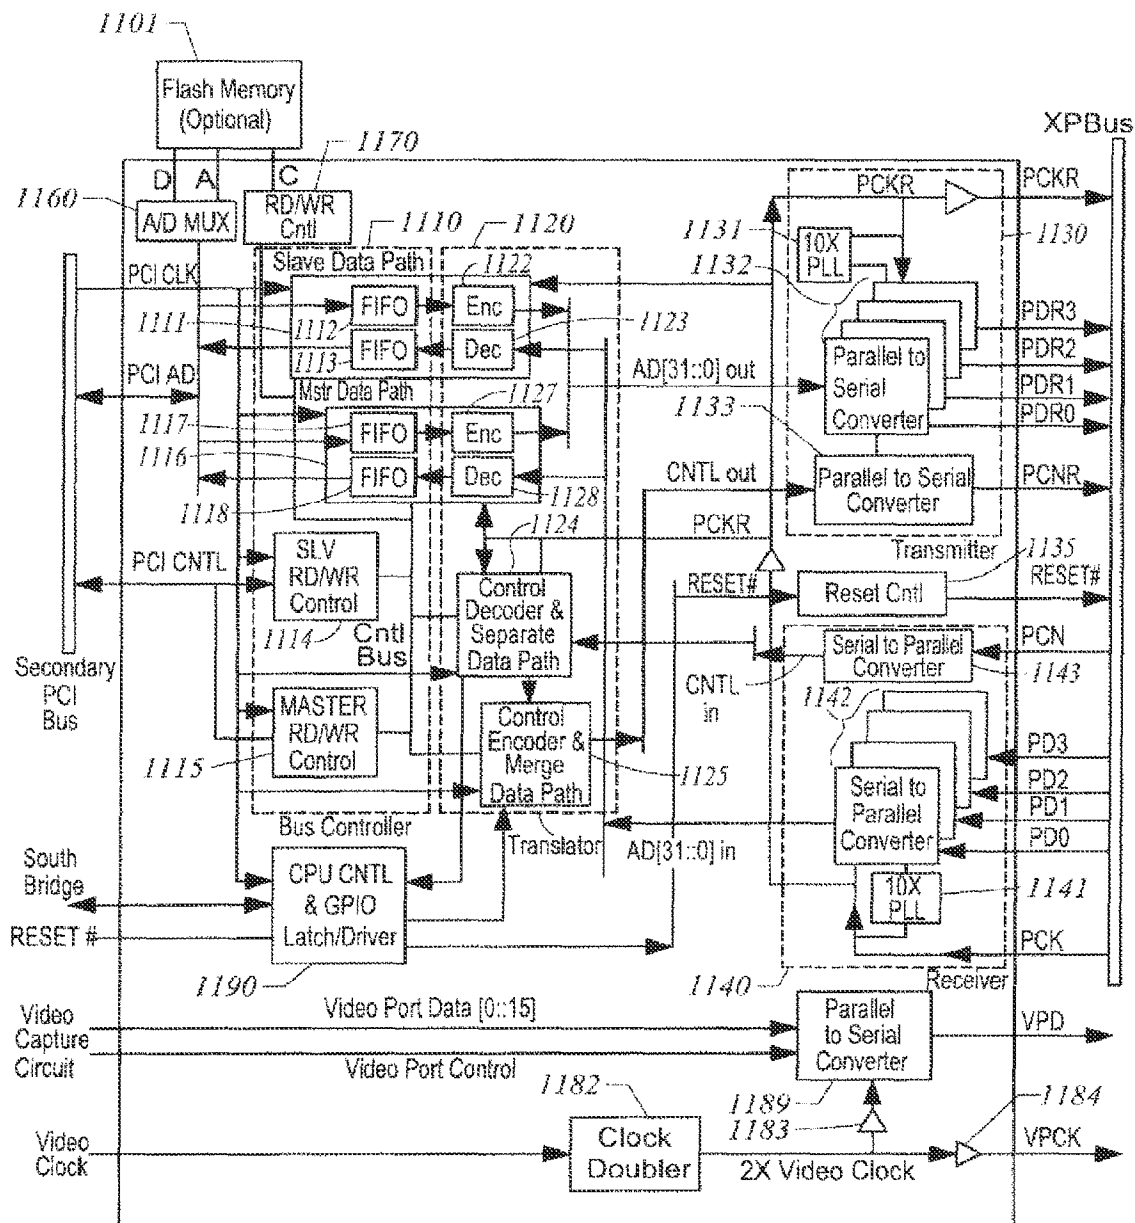 1101
Flash Memory
(Optional)
1170
XPBus
D
A
C
1160
A/D MUX
RD/WR
Cntl
1110
1120
PCKR
PCKR
1131
10X
PLL
1130
PCI CLK
Slave Data Path
1122
1132
1111
1112
FIFO
Enc
1123
PDR3
1113
FIFO
Dec
PDR2
PCI AD
AD[31::0] out
Parallel to
Serial
Converter
PDR1
PDR0
Mstr Data Path
1127
1133
1117
FIFO
Enc
1116
FIFO
Dec
CNTL out
Parallel to Serial
Converter
PCNR
1118
1128
1124
PCKR
Transmitter
1135
PCI CNTL
SLV
RD/WR
Control
1114
Control
Decoder &
Separate
Data Path
RESET#
Reset Cntl
RESET#
Cntl
Bus
PCN
Serial to Parallel
Converter
1143
Secondary
PCI
Bus
CNTL
in
1142
MASTER
RD/WR
Control
1115
Control
Encoder &
Merge
Data Path
1125
PD3
Serial to
Parallel
Converter
PD2
PD1
PD0
Bus Controller
Translator
AD[31::0] in
South
Bridge
CPU CNTL
& GPIO
Latch/Driver
10X
PLL
1141
RESET #
PCK
1190
1140
Receiver
Video
Capture
Circuit
Video Port Data [0::15]
Parallel
to Serial
Converter
VPD
Video Port Control
1182
1189
1183
1184
Video
Clock
Clock
Doubler
2X Video Clock
VPCK